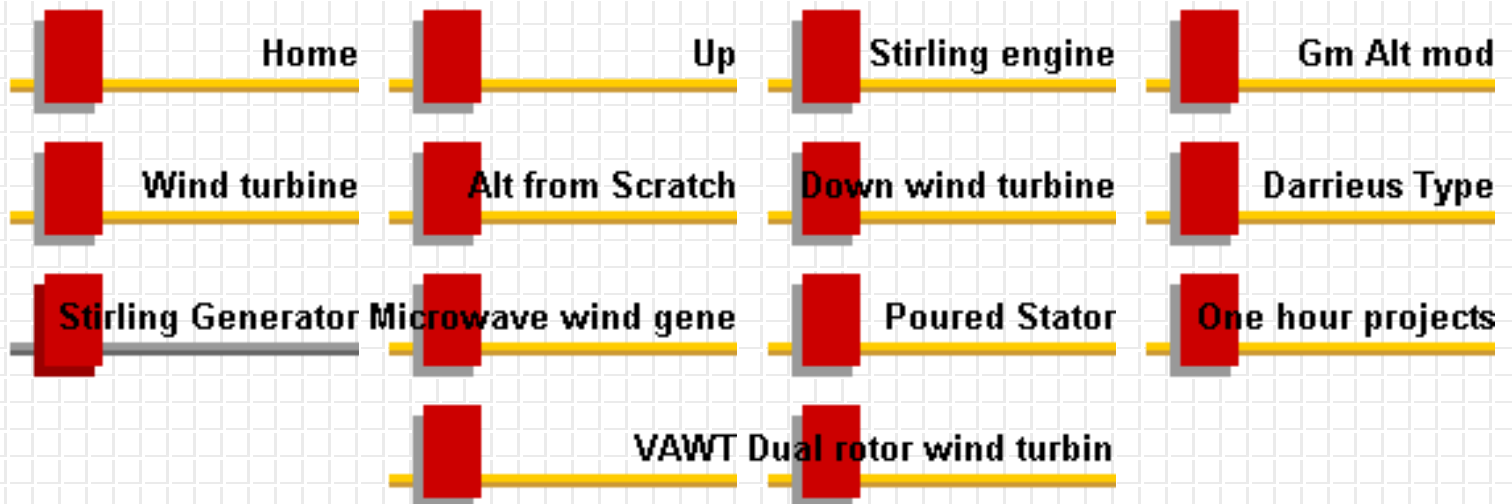 Home
Up
Stirling engine
Gm Alt mod
Wind turbine
Alt from Scratch
Down wind turbine
Darrieus Type
Stirling Generator
Microwave wind gene
Poured Stator
One hour projects
VAWT
Dual rotor wind turbin